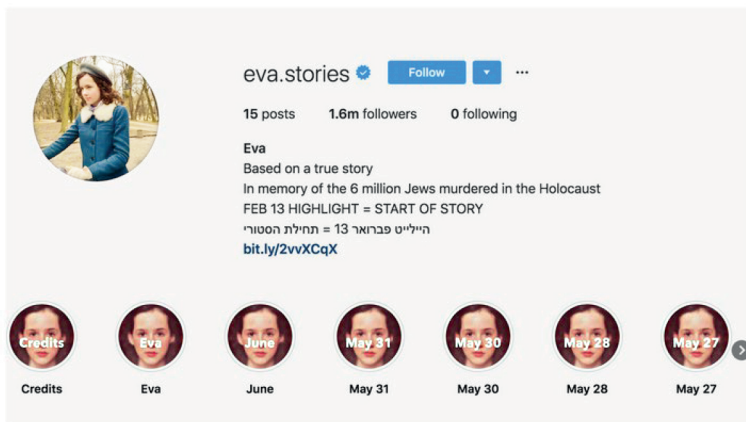 eva.stories Follow ...
15 posts 1.6m followers 0 following
Eva
Based on a true story
In memory of the 6 million Jews murdered in the Holocaust
FEB 13 HIGHLIGHT = START OF STORY
היילייט פברואר 13 = תחילת הסטורי
bit.ly/2vvXCqX
Credits Eva June May 31 May 30 May 28 May 27
Credits Eva June May 31 May 30 May 28 May 27